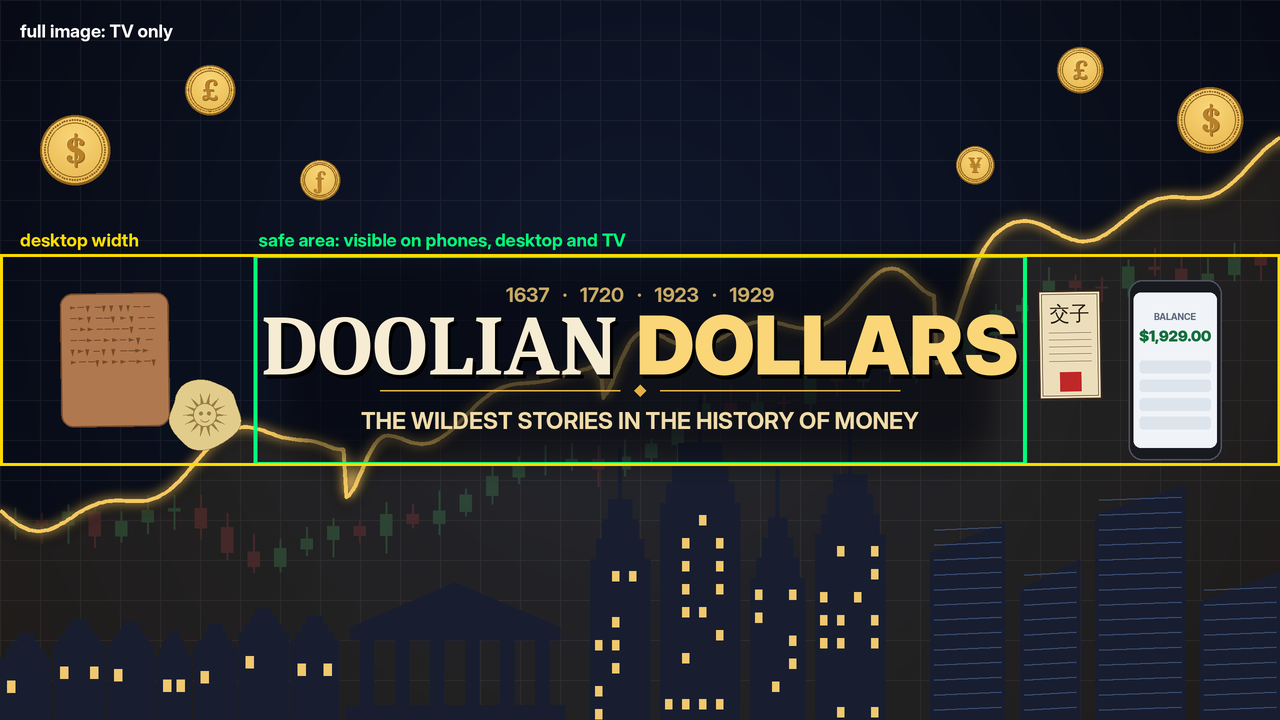 full image: TV only
£
$
ƒ
£
$
¥
desktop width
safe area: visible on phones, desktop and TV
1637 · 1720 · 1923 · 1929
DOOLIAN DOLLARS
THE WILDEST STORIES IN THE HISTORY OF MONEY
交子
BALANCE
$1,929.00